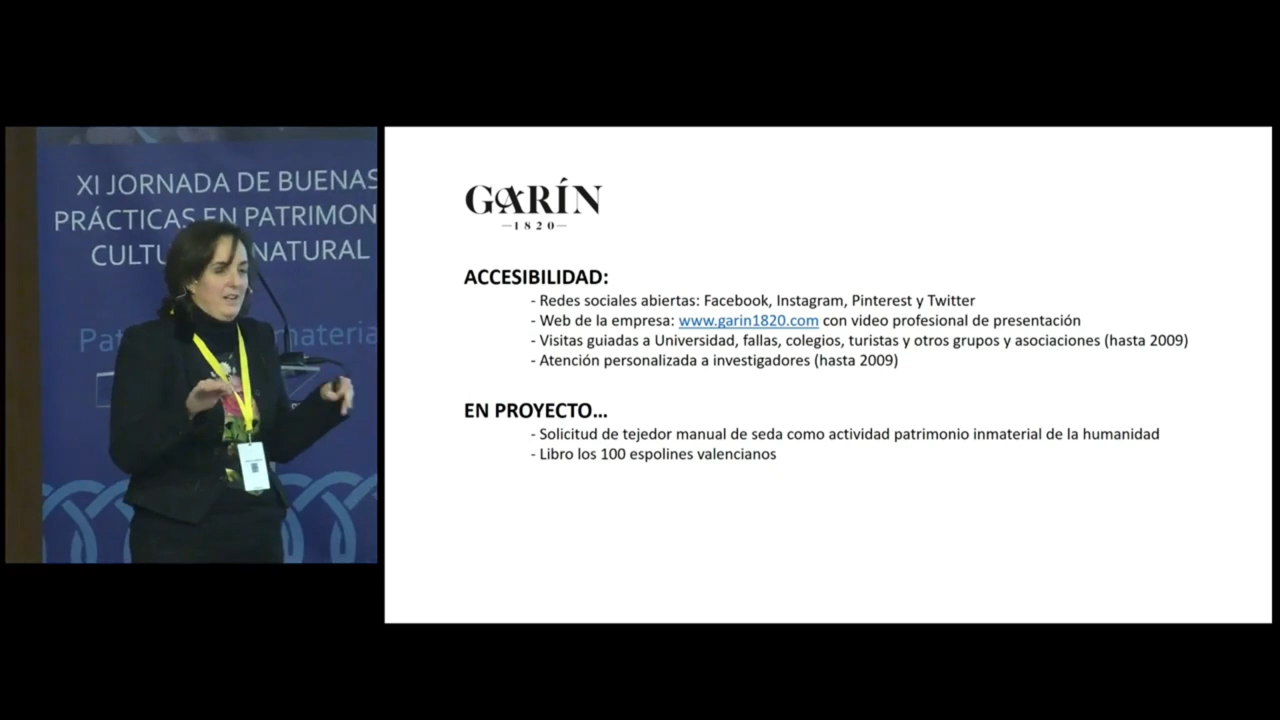 XI JORNADA DE BUENAS
PRÁCTICAS EN PATRIMON
CULTU NATURAL
GARÍN
—1820—
ACCESIBILIDAD:
- Redes sociales abiertas: Facebook, Instagram, Pinterest y Twitter
- Web de la empresa: www.garin1820.com con video profesional de presentación
- Visitas guiadas a Universidad, fallas, colegios, turistas y otros grupos y asociaciones (hasta 2009)
- Atención personalizada a investigadores (hasta 2009)
EN PROYECTO...
- Solicitud de tejedor manual de seda como actividad patrimonio inmaterial de la humanidad
- Libro los 100 espolines valencianos